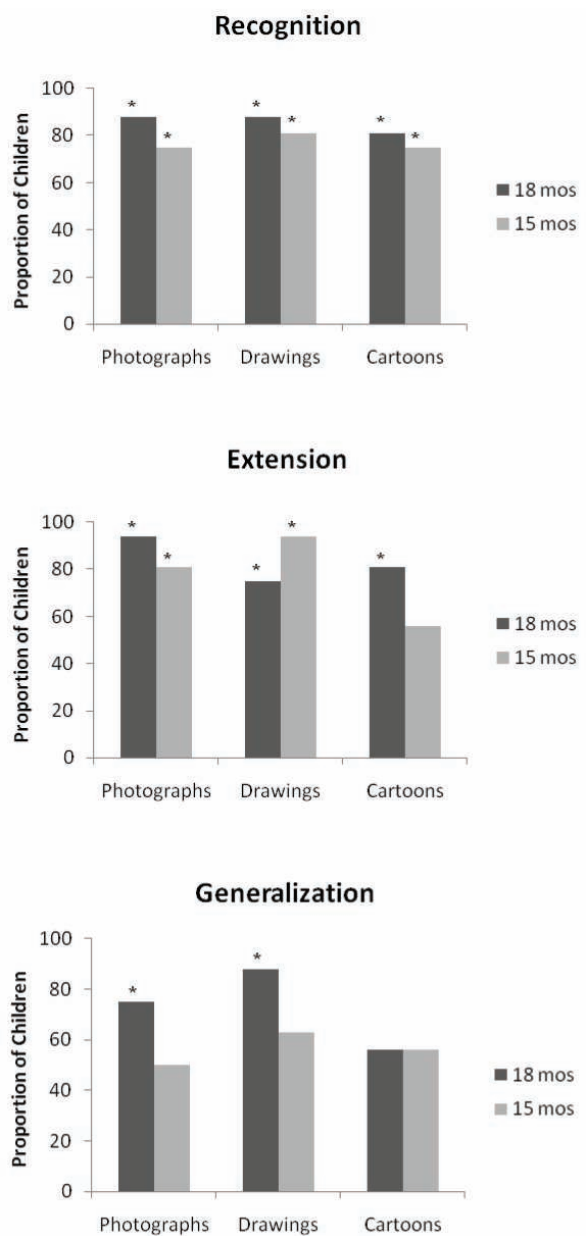 Recognition
Proportion of Children
100
80
60
40
20
0
* * * * * *
Photographs Drawings Cartoons
18 mos
15 mos
Extension
Proportion of Children
100
80
60
40
20
0
* * * * *
Photographs Drawings Cartoons
18 mos
15 mos
Generalization
Proportion of Children
100
80
60
40
20
0
* *
Photographs Drawings Cartoons
18 mos
15 mos